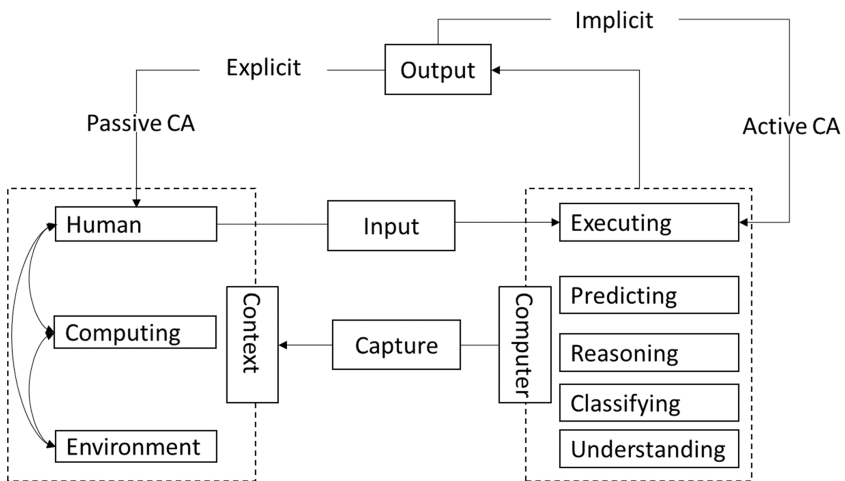 Implicit
Explicit
Output
Passive CA
Active CA
Human
Input
Executing
Context
Computer
Predicting
Computing
Capture
Reasoning
Classifying
Environment
Understanding